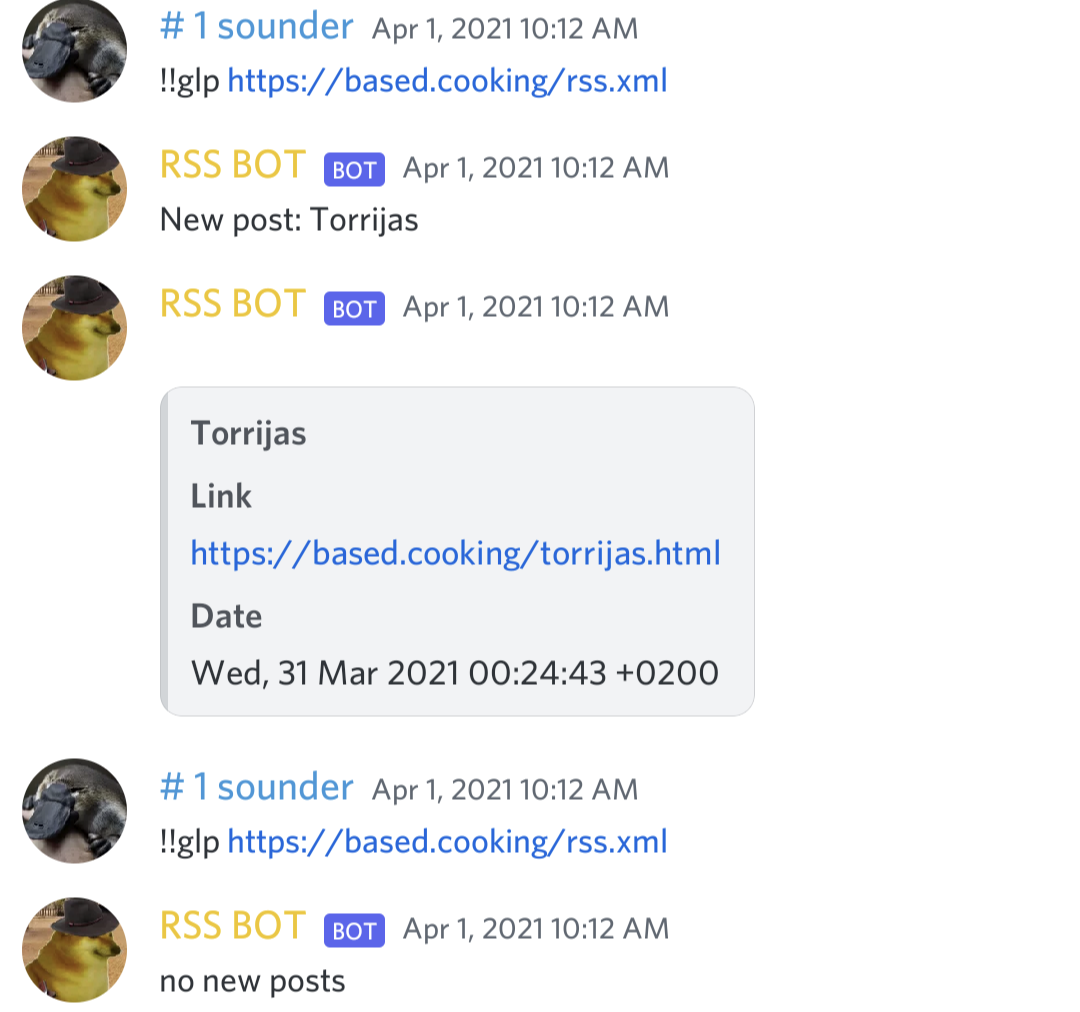 # 1 sounder Apr 1, 2021 10:12 AM
!!glp https://based.cooking/rss.xml
RSS BOT BOT Apr 1, 2021 10:12 AM
New post: Torrijas
RSS BOT BOT Apr 1, 2021 10:12 AM
Torrijas
Link
https://based.cooking/torrijas.html
Date
Wed, 31 Mar 2021 00:24:43 +0200
# 1 sounder Apr 1, 2021 10:12 AM
!!glp https://based.cooking/rss.xml
RSS BOT BOT Apr 1, 2021 10:12 AM
no new posts